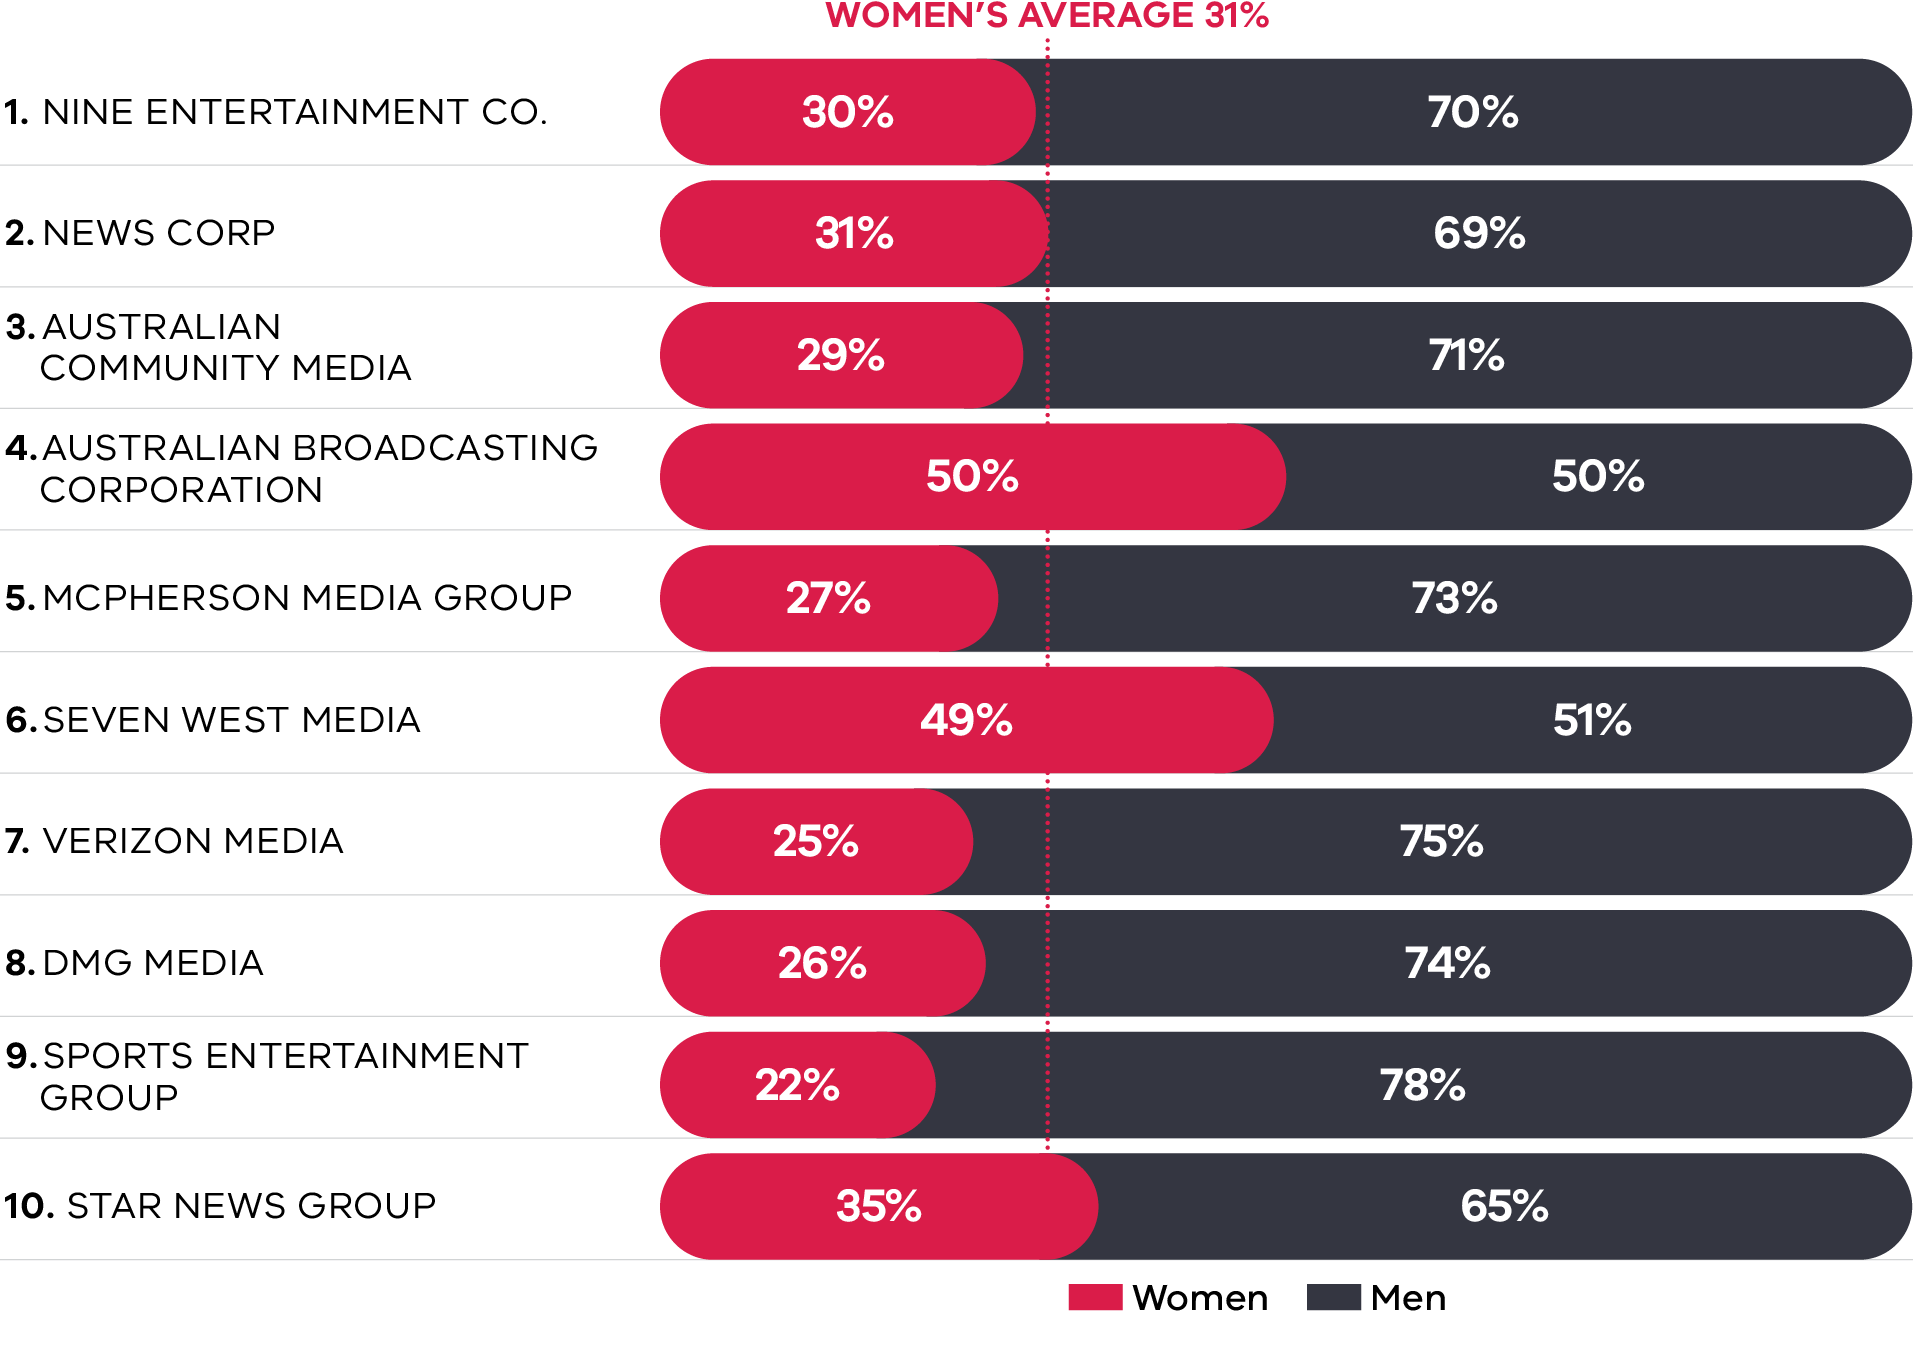 WOMEN'S AVERAGE 31%
1. NINE ENTERTAINMENT CO. 30% 70%
2. NEWS CORP 31% 69%
3. AUSTRALIAN
COMMUNITY MEDIA 29% 71%
4. AUSTRALIAN BROADCASTING
CORPORATION 50% 50%
5. MCPHERSON MEDIA GROUP 27% 73%
6. SEVEN WEST MEDIA 49% 51%
7. VERIZON MEDIA 25% 75%
8. DMG MEDIA 26% 74%
9. SPORTS ENTERTAINMENT
GROUP 22% 78%
10. STAR NEWS GROUP 35% 65%
Women Men